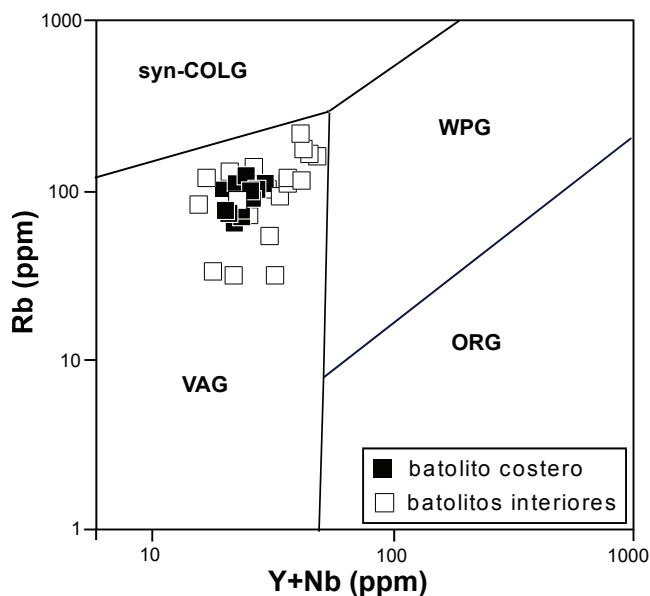 1000
syn-COLG
WPG
100
Rb (ppm)
10
VAG
ORG
batolito costero
batolitos interiores
1
10
100
1000
Y+Nb (ppm)